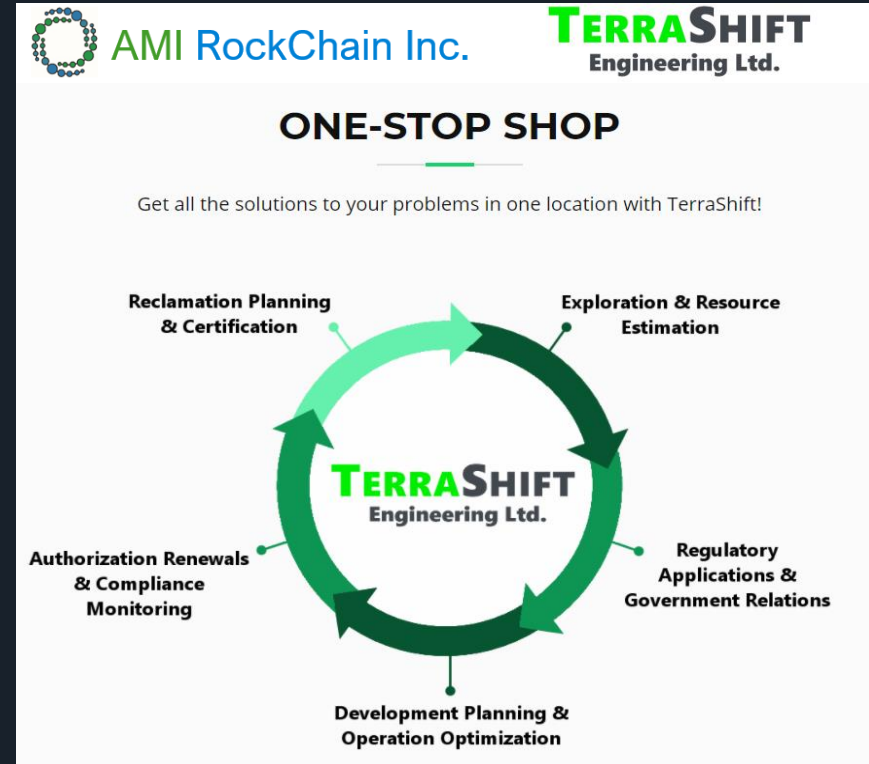 AMI RockChain Inc.
TERRASHIFT
Engineering Ltd.
ONE-STOP SHOP
Get all the solutions to your problems in one location with TerraShift!
Reclamation Planning
& Certification
Exploration & Resource
Estimation
TERRASHIFT
Engineering Ltd.
Authorization Renewals
& Compliance
Monitoring
Regulatory
Applications &
Government Relations
Development Planning &
Operation Optimization